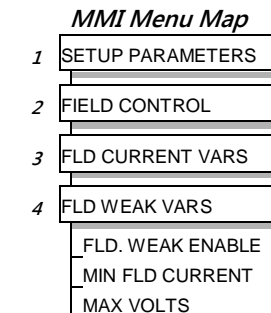 MMI Menu Map
1 SETUP PARAMETERS
2 FIELD CONTROL
3 FLD CURRENT VARS
4 FLD WEAK VARS
FLD. WEAK ENABLE
MIN FLD CURRENT
MAX VOLTS